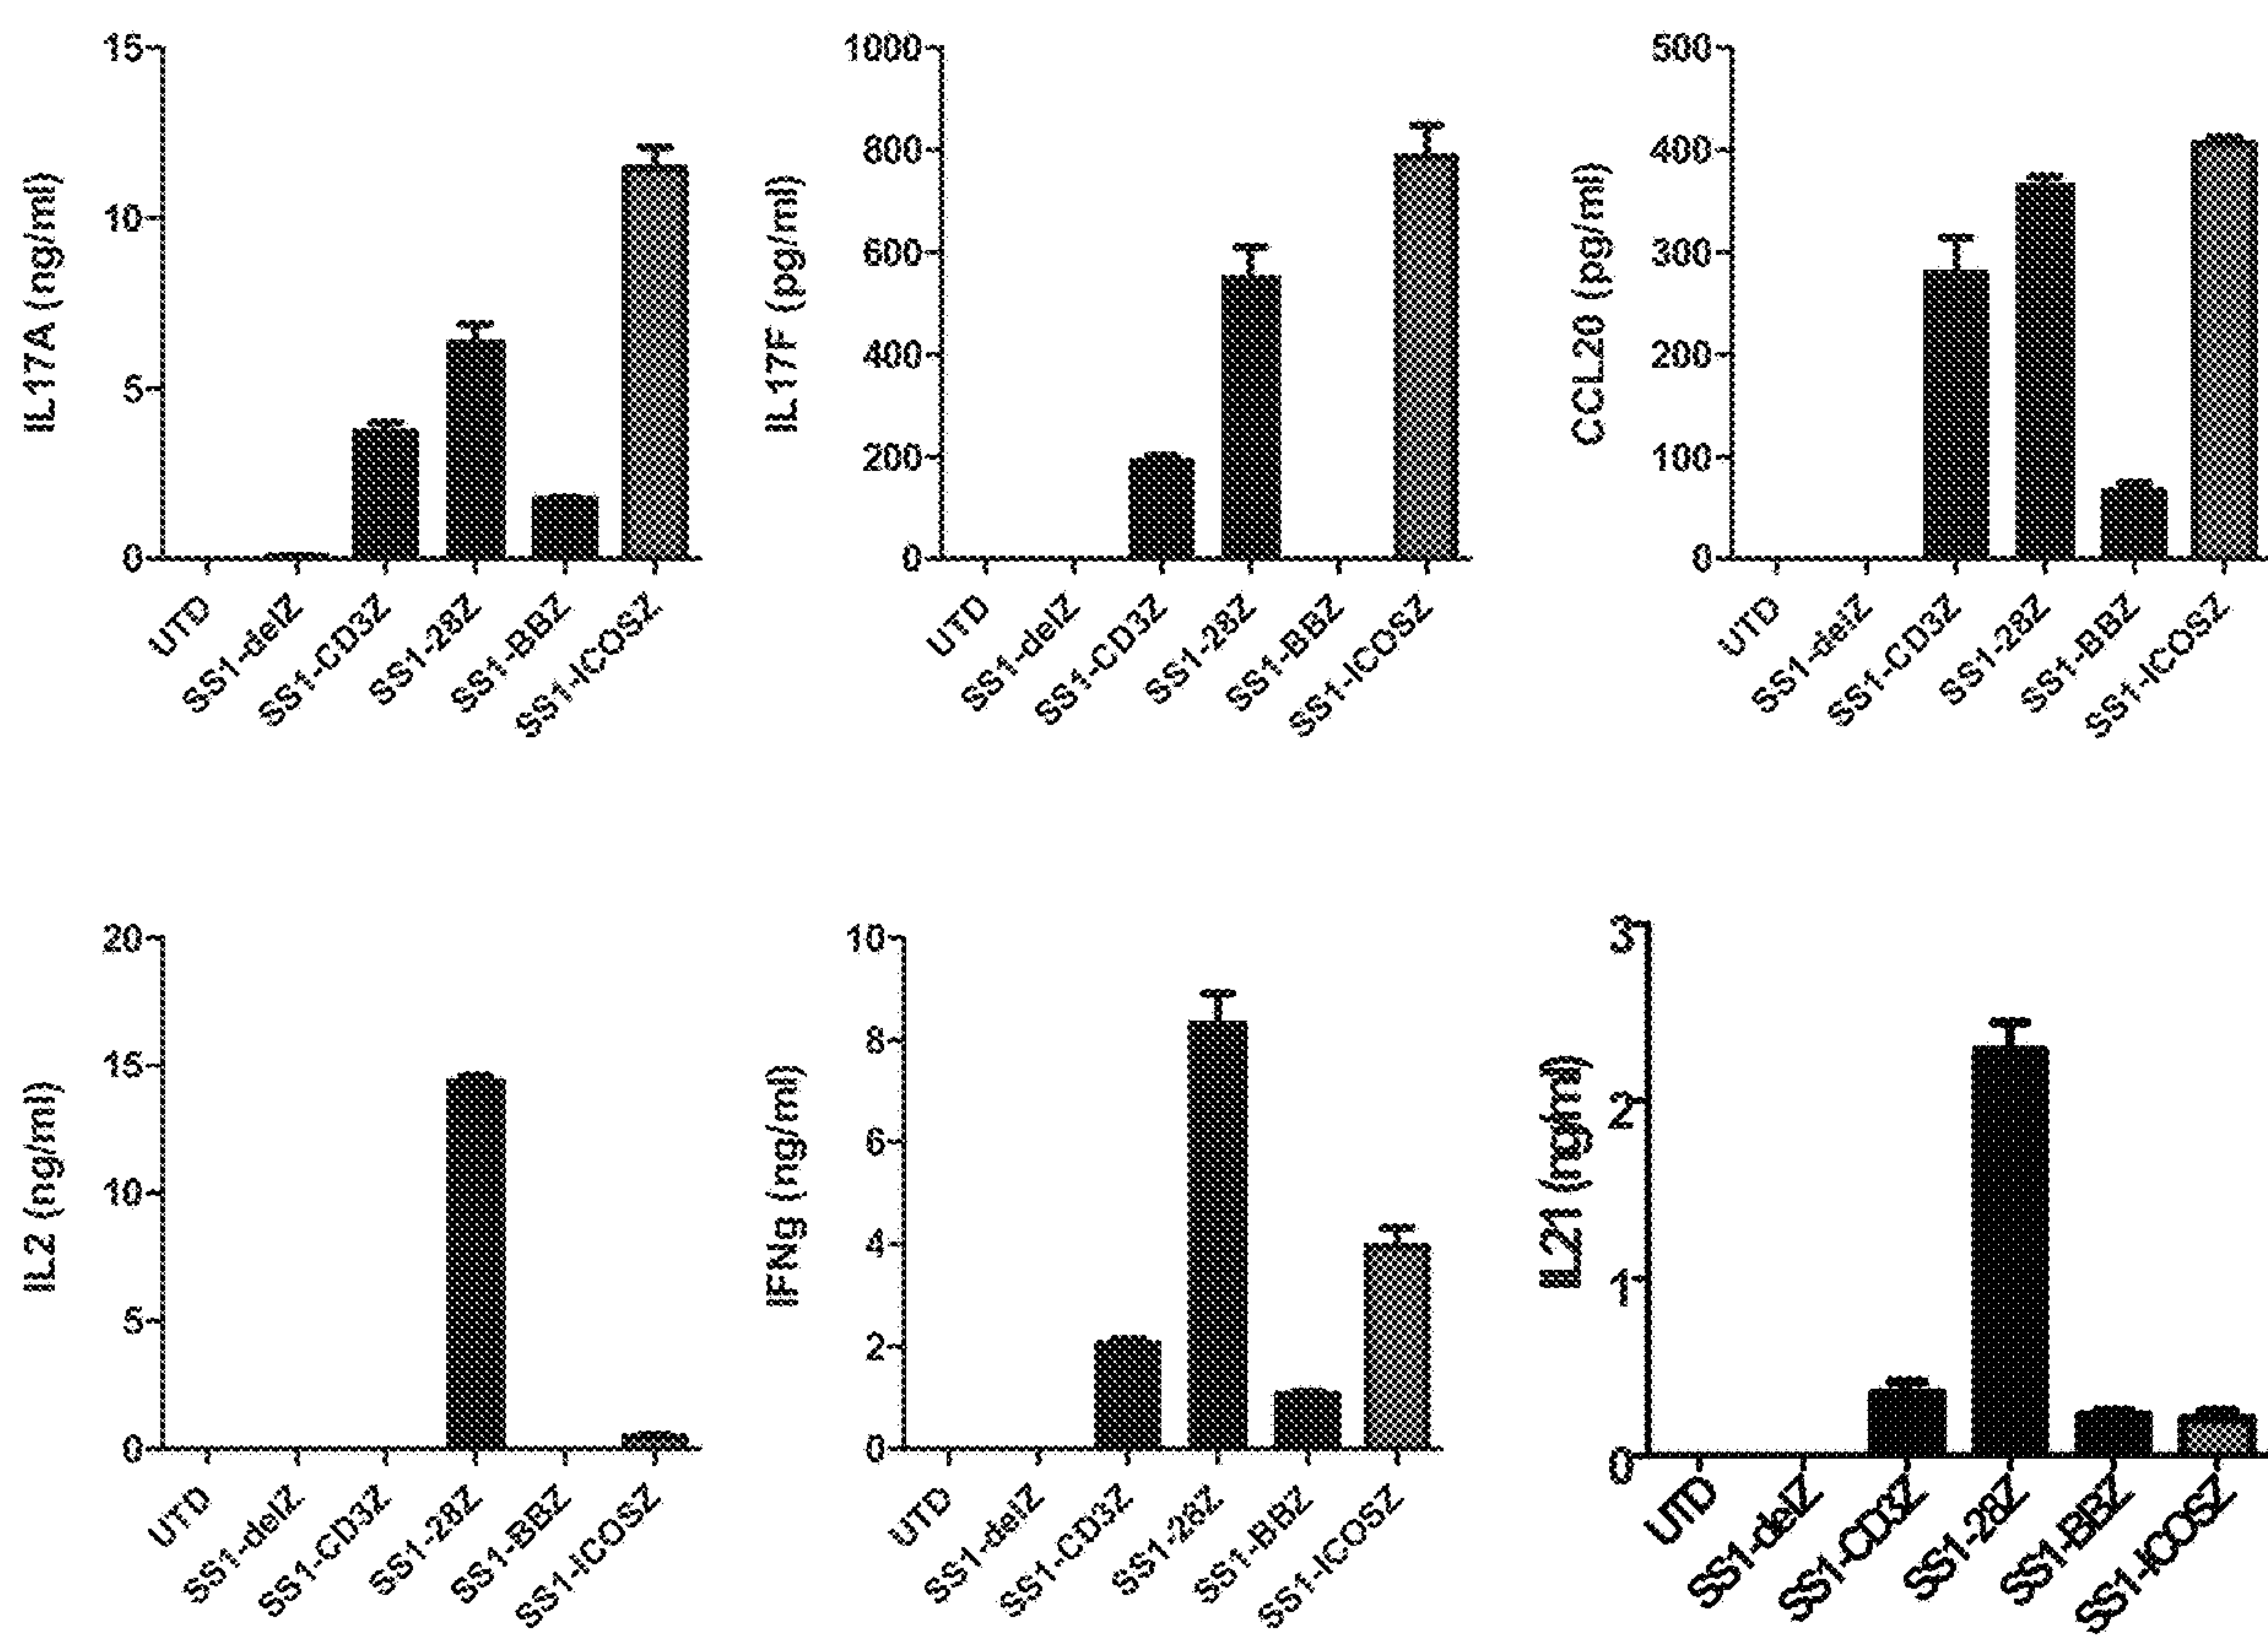 IL17A (ng/ml)
15
10
5
0
UTD
SS1-delZ
SS1-CD3Z
SS1-28Z
SS1-BBZ
SS1-ICOSZ
IL17F (pg/ml)
1000
800
600
400
200
0
UTD
SS1-delZ
SS1-CD3Z
SS1-28Z
SS1-BBZ
SS1-ICOSZ
CCL20 (pg/ml)
500
400
300
200
100
0
UTD
SS1-delZ
SS1-CD3Z
SS1-28Z
SS1-BBZ
SS1-ICOSZ
IL2 (ng/ml)
20
15
10
5
0
UTD
SS1-delZ
SS1-CD3Z
SS1-28Z
SS1-BBZ
SS1-ICOSZ
IFNg (ng/ml)
10
8
6
4
2
0
UTD
SS1-delZ
SS1-CD3Z
SS1-28Z
SS1-BBZ
SS1-ICOSZ
IL21 (ng/ml)
3
2
1
0
UTD
SS1-delZ
SS1-CD3Z
SS1-28Z
SS1-BBZ
SS1-ICOSZ